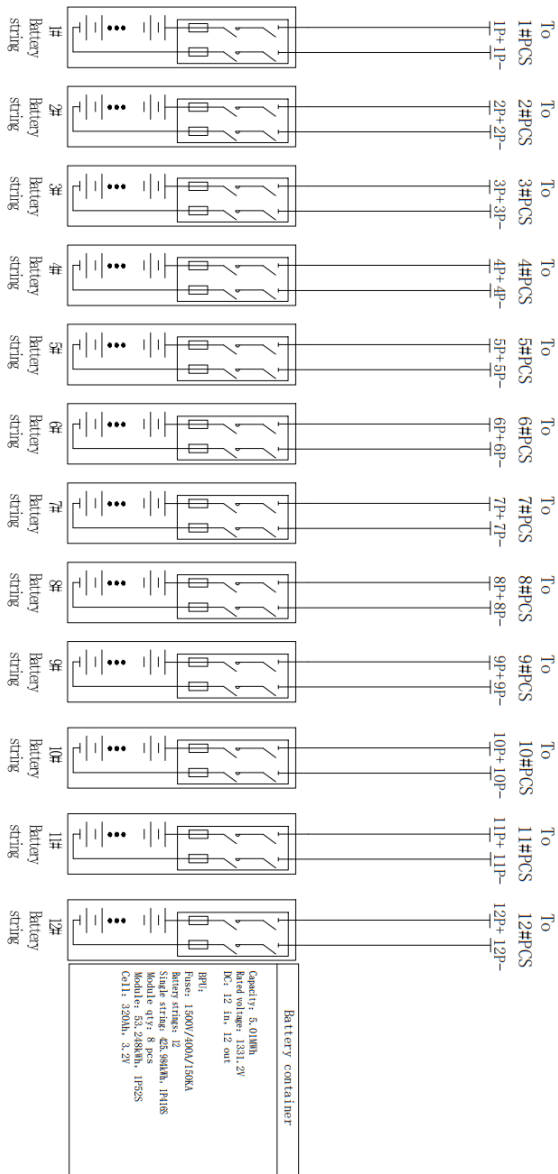 To
1#PCS
1P+ 1P-
1#
Battery
string
To
2#PCS
2P+ 2P-
2#
Battery
string
To
3#PCS
3P+ 3P-
3#
Battery
string
To
4#PCS
4P+ 4P-
4#
Battery
string
To
5#PCS
5P+ 5P-
5#
Battery
string
To
6#PCS
6P+ 6P-
6#
Battery
string
To
7#PCS
7P+ 7P-
7#
Battery
string
To
8#PCS
8P+ 8P-
8#
Battery
string
To
9#PCS
9P+ 9P-
9#
Battery
string
To
10#PCS
10P+ 10P-
10#
Battery
string
To
11#PCS
11P+ 11P-
11#
Battery
string
To
12#PCS
12P+ 12P-
12#
Battery
string
Battery container
Capacity: 5.01MWh
Rated voltage: 1331.2V
DC: 12 in, 12 out
BPU:
Fuse: 1500V/400A/150KA
Battery strings: 12
Single string: 425.984kWh, 1P416S
Module qty: 8 pcs
Module: 53.248kWh, 1P52S
Cell: 320Ah, 3.2V